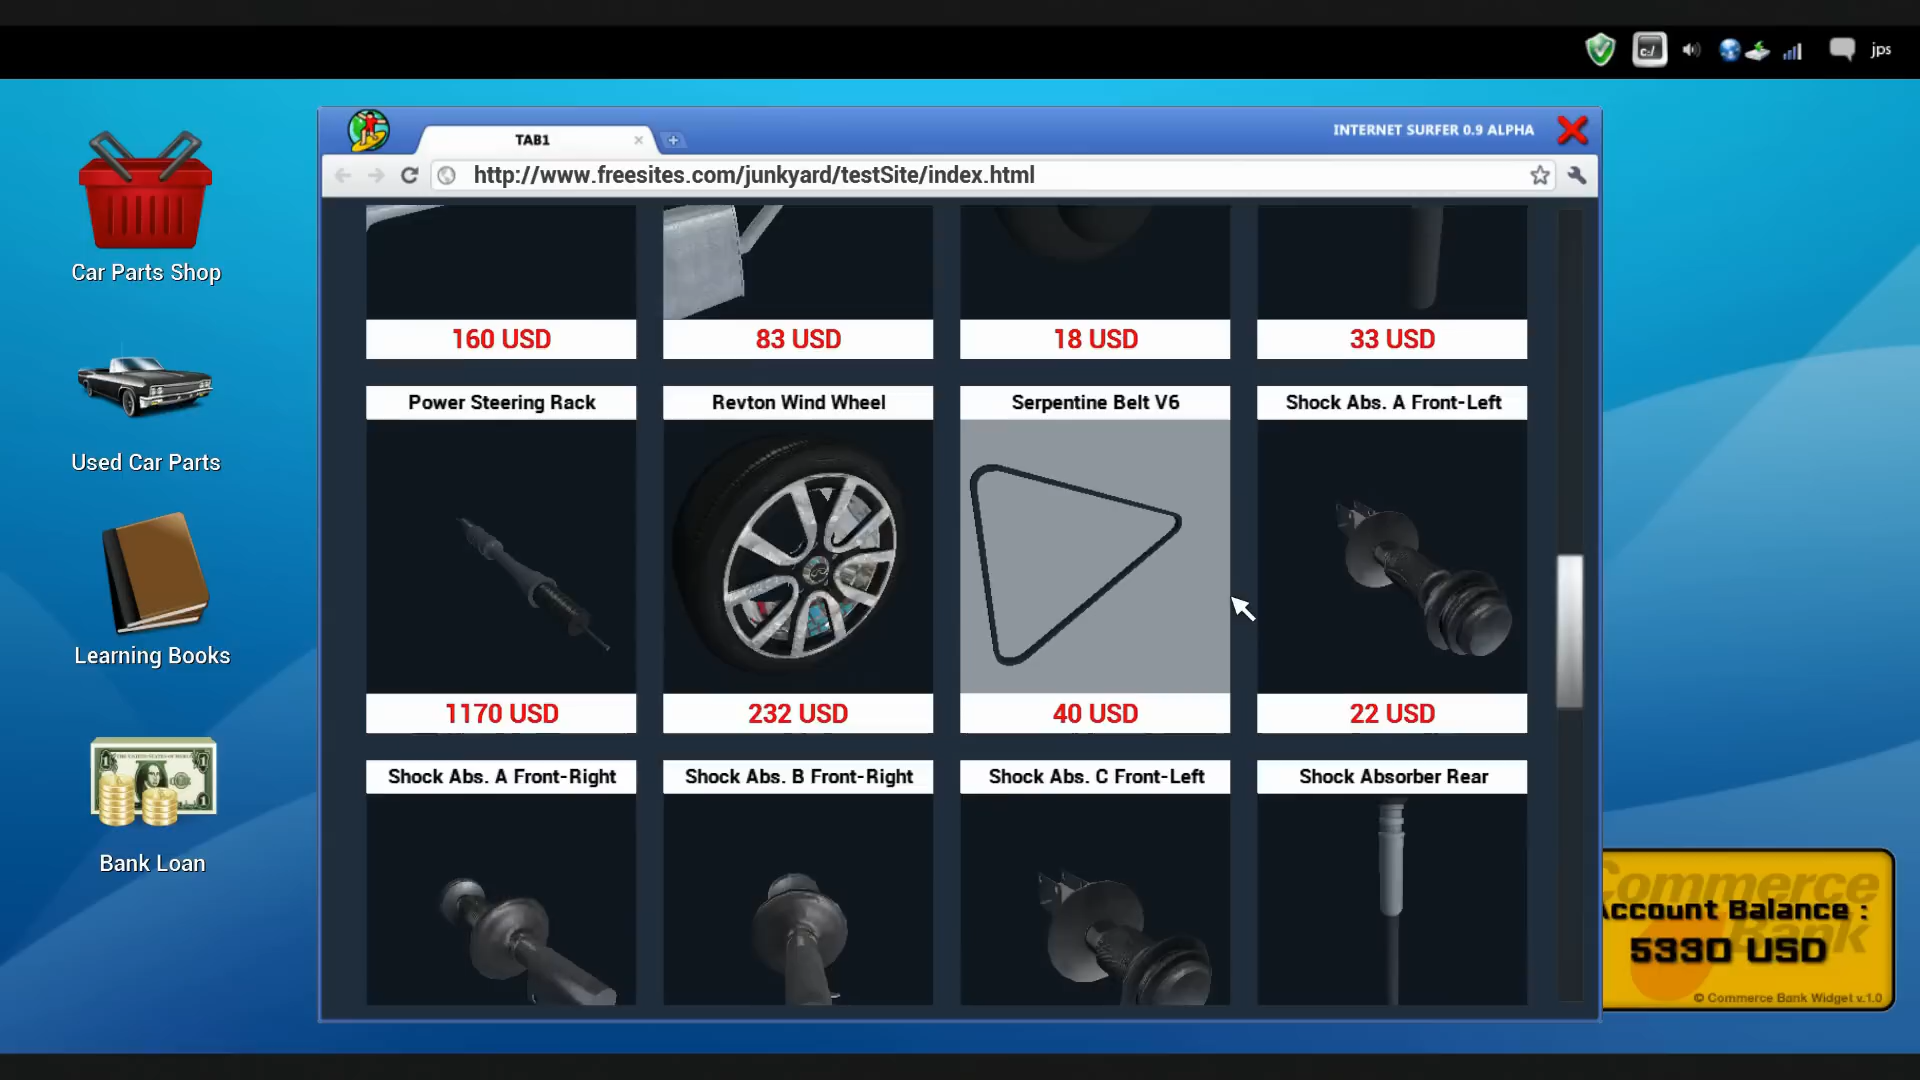 c:/
jps
TAB1
INTERNET SURFER 0.9 ALPHA
http://www.freesites.com/junkyard/testSite/index.html
Car Parts Shop
Used Car Parts
Learning Books
Bank Loan
160 USD
83 USD
18 USD
33 USD
Power Steering Rack
Revton Wind Wheel
Serpentine Belt V6
Shock Abs. A Front-Left
1170 USD
232 USD
40 USD
22 USD
Shock Abs. A Front-Right
Shock Abs. B Front-Right
Shock Abs. C Front-Left
Shock Absorber Rear
Commerce
Bank
Account Balance :
5330 USD
© Commerce Bank Widget v.1.0